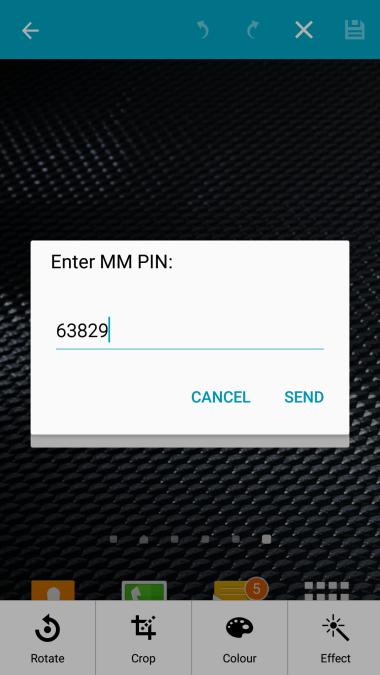 Enter MM PIN:
63829
CANCEL SEND
5
Rotate Crop Colour Effect